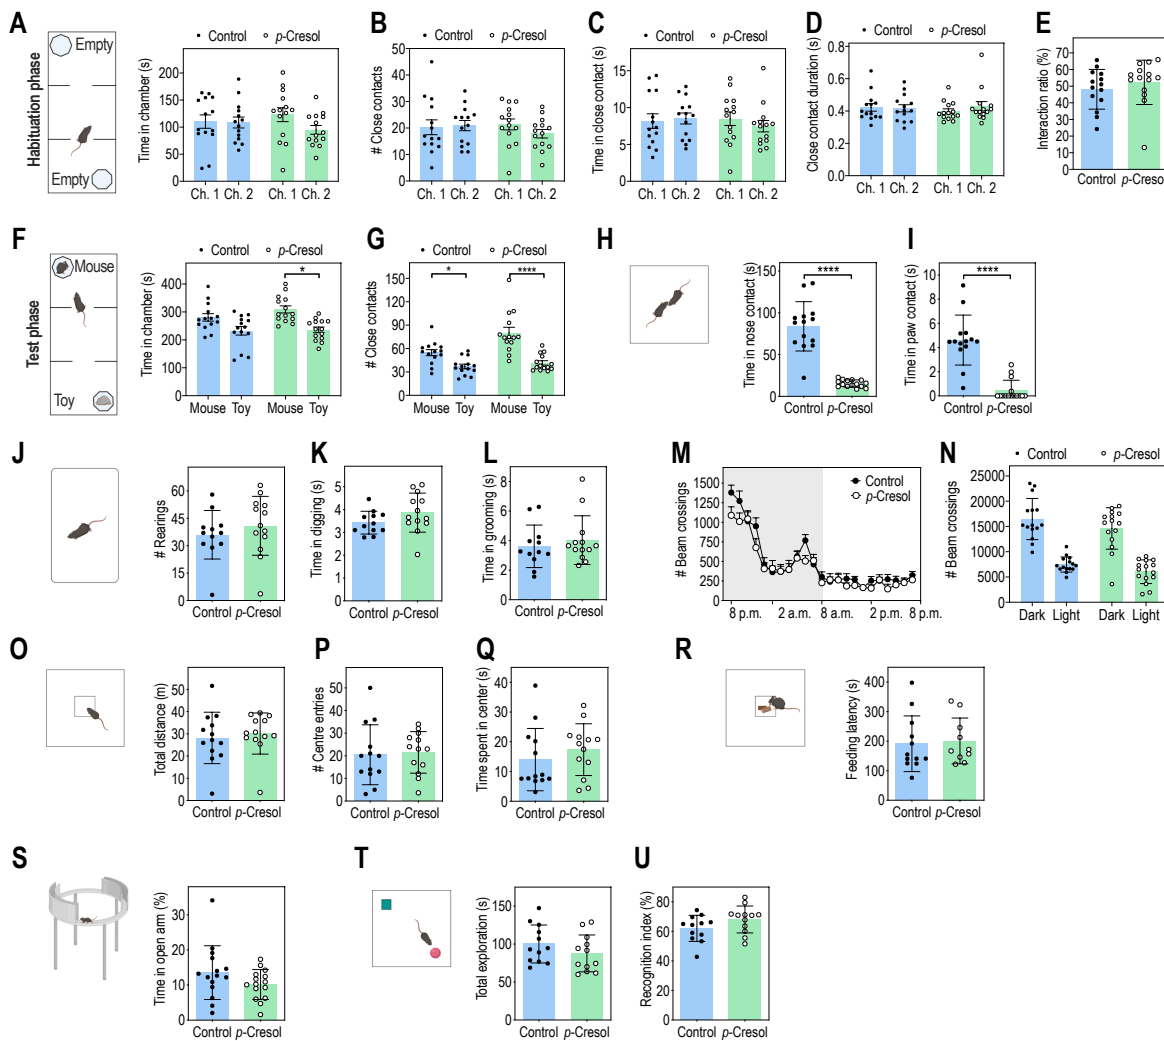 A
Habituation phase
Empty
Empty
Control
p-Cresol
Time in chamber (s)
200
150
100
50
0
Ch. 1 Ch. 2 Ch. 1 Ch. 2
B
Control
p-Cresol
# Close contacts
50
40
30
20
10
0
Ch. 1 Ch. 2 Ch. 1 Ch. 2
C
Control
p-Cresol
Time in close contact (s)
15
10
5
0
Ch. 1 Ch. 2 Ch. 1 Ch. 2
D
Control
p-Cresol
Close contact duration (s)
0.8
0.6
0.4
0.2
0.0
Ch. 1 Ch. 2 Ch. 1 Ch. 2
E
Interaction ratio (%)
70
60
50
40
30
20
10
0
Control p-Cresol
F
Test phase
Mouse
Toy
Control
p-Cresol
Time in chamber (s)
400
300
200
100
0
*
Mouse Toy Mouse Toy
G
Control
p-Cresol
# Close contacts
150
120
90
60
30
0
*
****
Mouse Toy Mouse Toy
H
Time in nose contact (s)
150
100
50
0
****
Control p-Cresol
I
Time in paw contact (s)
10
8
6
4
2
0
****
Control p-Cresol
J
# Rearings
60
45
30
15
0
Control p-Cresol
K
Time in digging (s)
6
5
4
3
2
1
0
Control p-Cresol
L
Time in grooming (s)
8
6
4
2
0
Control p-Cresol
M
Control
p-Cresol
# Beam crossings
1500
1250
1000
750
500
250
8 p.m. 2 a.m. 8 a.m. 2 p.m. 8 p.m.
N
Control
p-Cresol
# Beam crossings
25000
20000
15000
10000
5000
0
Dark Light Dark Light
O
Total distance (m)
50
40
30
20
10
0
Control p-Cresol
P
# Centre entries
50
40
30
20
10
0
Control p-Cresol
Q
Time spent in center (s)
40
30
20
10
0
Control p-Cresol
R
Feeding latency (s)
400
300
200
100
0
Control p-Cresol
S
Time in open arm (%)
30
20
10
0
Control p-Cresol
T
Total exploration (s)
150
100
50
0
Control p-Cresol
U
Recognition index (%)
80
60
40
20
0
Control p-Cresol